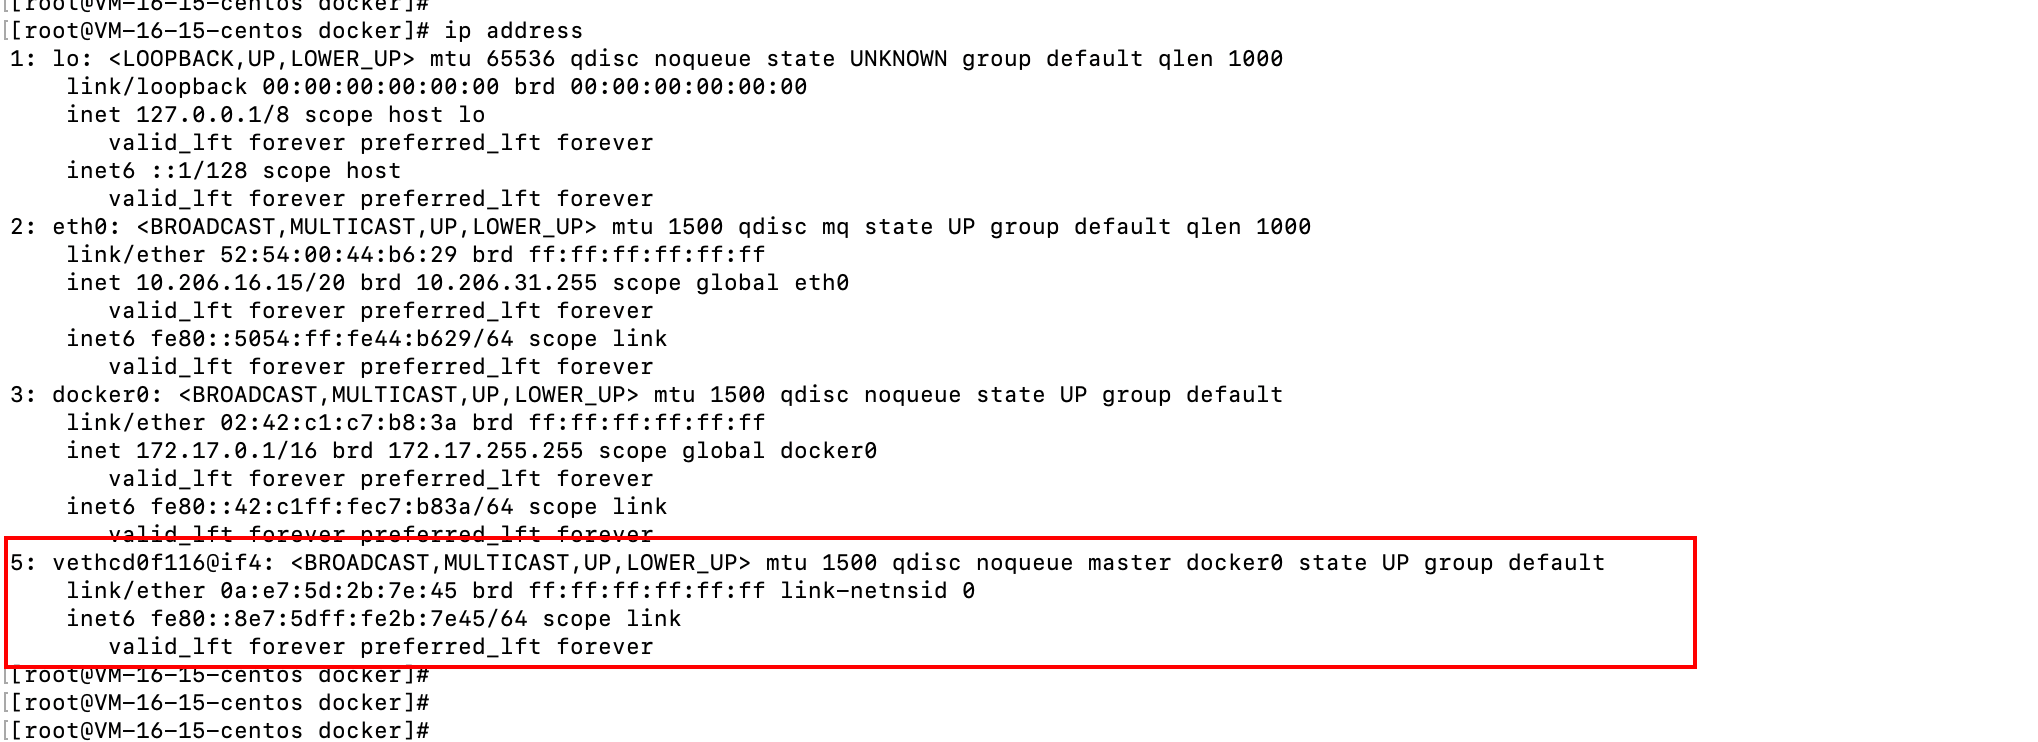 [[root@VM-16-15-centos docker]#
[[root@VM-16-15-centos docker]# ip address
1: lo: <LOOPBACK,UP,LOWER_UP> mtu 65536 qdisc noqueue state UNKNOWN group default qlen 1000
    link/loopback 00:00:00:00:00:00 brd 00:00:00:00:00:00
    inet 127.0.0.1/8 scope host lo
       valid_lft forever preferred_lft forever
    inet6 ::1/128 scope host
       valid_lft forever preferred_lft forever
2: eth0: <BROADCAST,MULTICAST,UP,LOWER_UP> mtu 1500 qdisc mq state UP group default qlen 1000
    link/ether 52:54:00:44:b6:29 brd ff:ff:ff:ff:ff:ff
    inet 10.206.16.15/20 brd 10.206.31.255 scope global eth0
       valid_lft forever preferred_lft forever
    inet6 fe80::5054:ff:fe44:b629/64 scope link
       valid_lft forever preferred_lft forever
3: docker0: <BROADCAST,MULTICAST,UP,LOWER_UP> mtu 1500 qdisc noqueue state UP group default
    link/ether 02:42:c1:c7:b8:3a brd ff:ff:ff:ff:ff:ff
    inet 172.17.0.1/16 brd 172.17.255.255 scope global docker0
       valid_lft forever preferred_lft forever
    inet6 fe80::42:c1ff:fec7:b83a/64 scope link
       valid_lft forever preferred_lft forever
5: vethcd0f116@if4: <BROADCAST,MULTICAST,UP,LOWER_UP> mtu 1500 qdisc noqueue master docker0 state UP group default
    link/ether 0a:e7:5d:2b:7e:45 brd ff:ff:ff:ff:ff:ff link-netnsid 0
    inet6 fe80::8e7:5dff:fe2b:7e45/64 scope link
       valid_lft forever preferred_lft forever
[[root@VM-16-15-centos docker]#
[[root@VM-16-15-centos docker]#
[[root@VM-16-15-centos docker]#